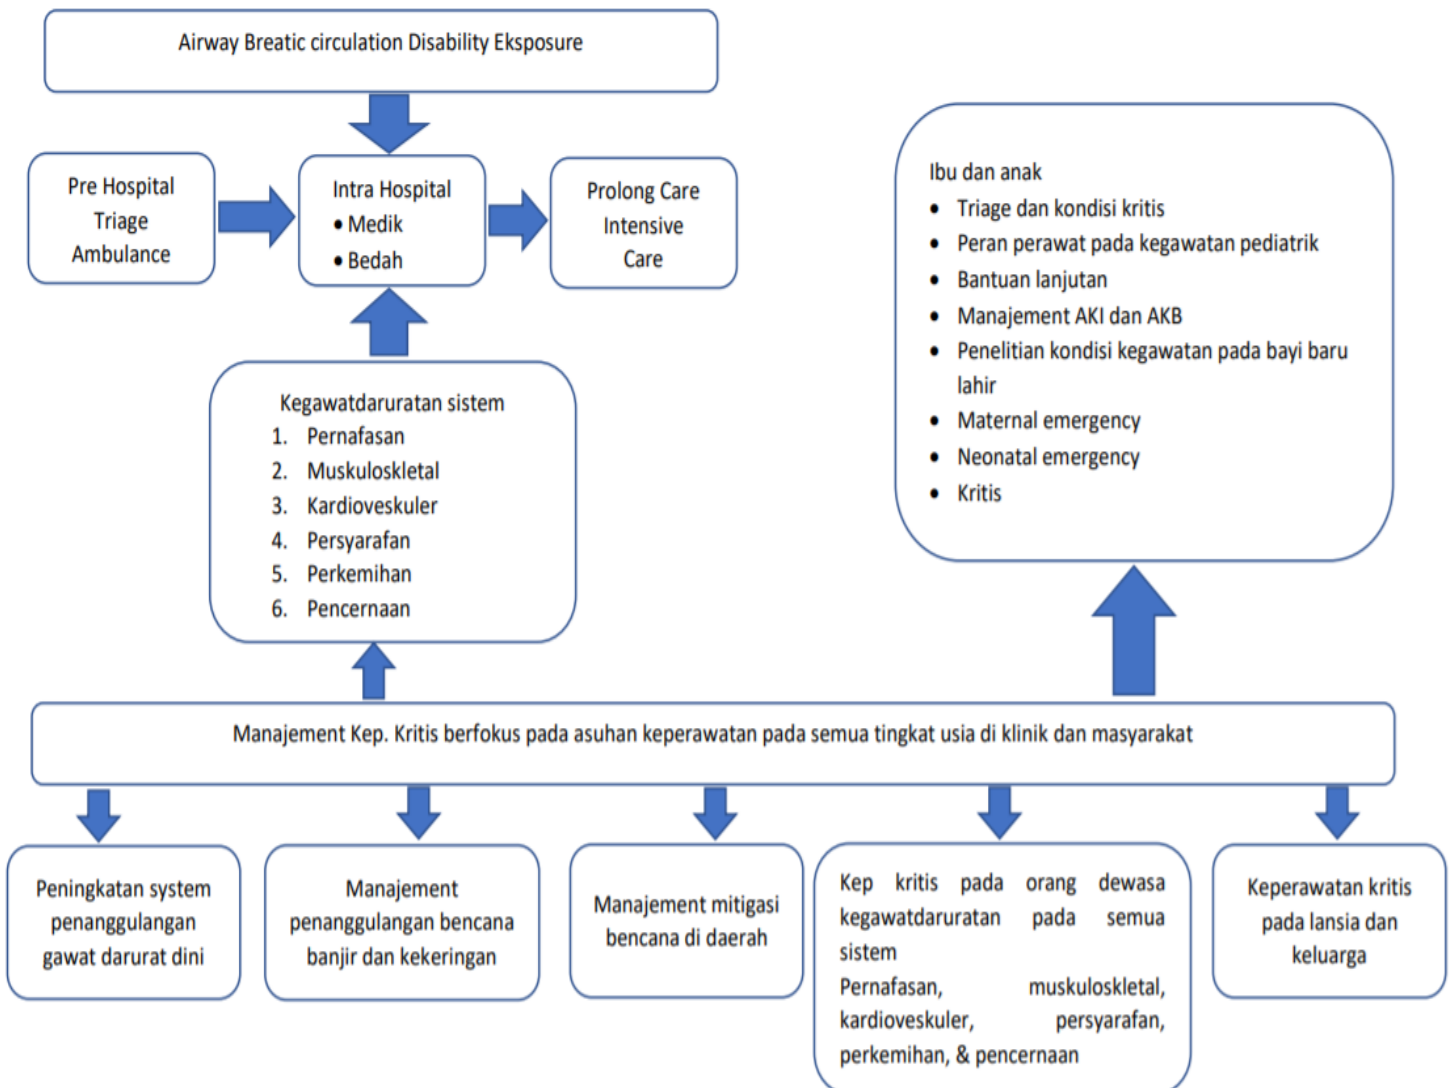 Airway Breatic circulation Disability Eksposure
Pre Hospital
Triage
Ambulance
Intra Hospital
• Medik
• Bedah
Prolong Care
Intensive
Care
Ibu dan anak
• Triage dan kondisi kritis
• Peran perawat pada kegawatan pediatrik
• Bantuan lanjutan
• Manajement AKI dan AKB
• Penelitian kondisi kegawatan pada bayi baru
lahir
• Maternal emergency
• Neonatal emergency
• Kritis
Kegawatdaruratan sistem
1. Pernafasan
2. Muskuloskletal
3. Kardioveskuler
4. Persyarafan
5. Perkemihan
6. Pencernaan
Manajement Kep. Kritis berfokus pada asuhan keperawatan pada semua tingkat usia di klinik dan masyarakat
Peningkatan system
penanggulangan
gawat darurat dini
Manajement
penanggulangan bencana
banjir dan kekeringan
Manajement mitigasi
bencana di daerah
Kep kritis pada orang dewasa
kegawatdaruratan pada semua
sistem
Pernafasan, muskuloskletal,
kardioveskuler, persyarafan,
perkemihan, & pencernaan
Keperawatan kritis
pada lansia dan
keluarga